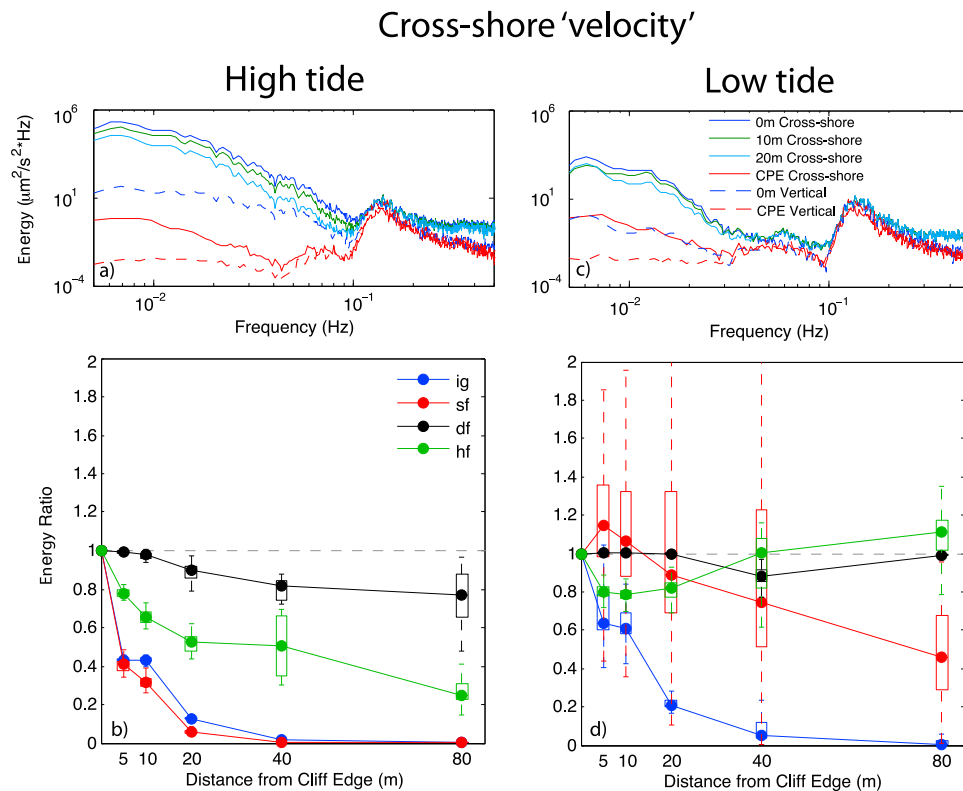 Cross-shore ‘velocity’
High tide
Low tide
10^6
10^1
10^-4
Energy (μm²/s²*Hz)
a)
10^-2
10^-1
Frequency (Hz)
10^6
10^1
10^-4
0m Cross-shore
10m Cross-shore
20m Cross-shore
CPE Cross-shore
0m Vertical
CPE Vertical
c)
10^-2
10^-1
Frequency (Hz)
2
1.8
1.6
1.4
1.2
1
0.8
0.6
0.4
0.2
0
Energy Ratio
ig
sf
df
hf
b)
5 10 20 40 80
Distance from Cliff Edge (m)
2
1.8
1.6
1.4
1.2
1
0.8
0.6
0.4
0.2
0
d)
5 10 20 40 80
Distance from Cliff Edge (m)